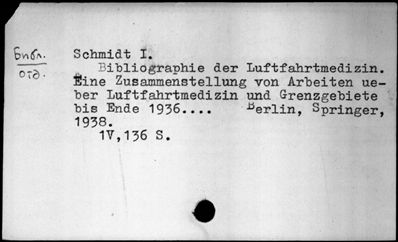 Библ.
отд.
Schmidt I.
Bibliographie der Luftfahrtmedizin.
Eine Zusammenstellung von Arbeiten ue-
ber Luftfahrtmedizin und Grenzgebiete
bis Ende 1936.... Berlin, Springer,
1938.
1V,136 S.